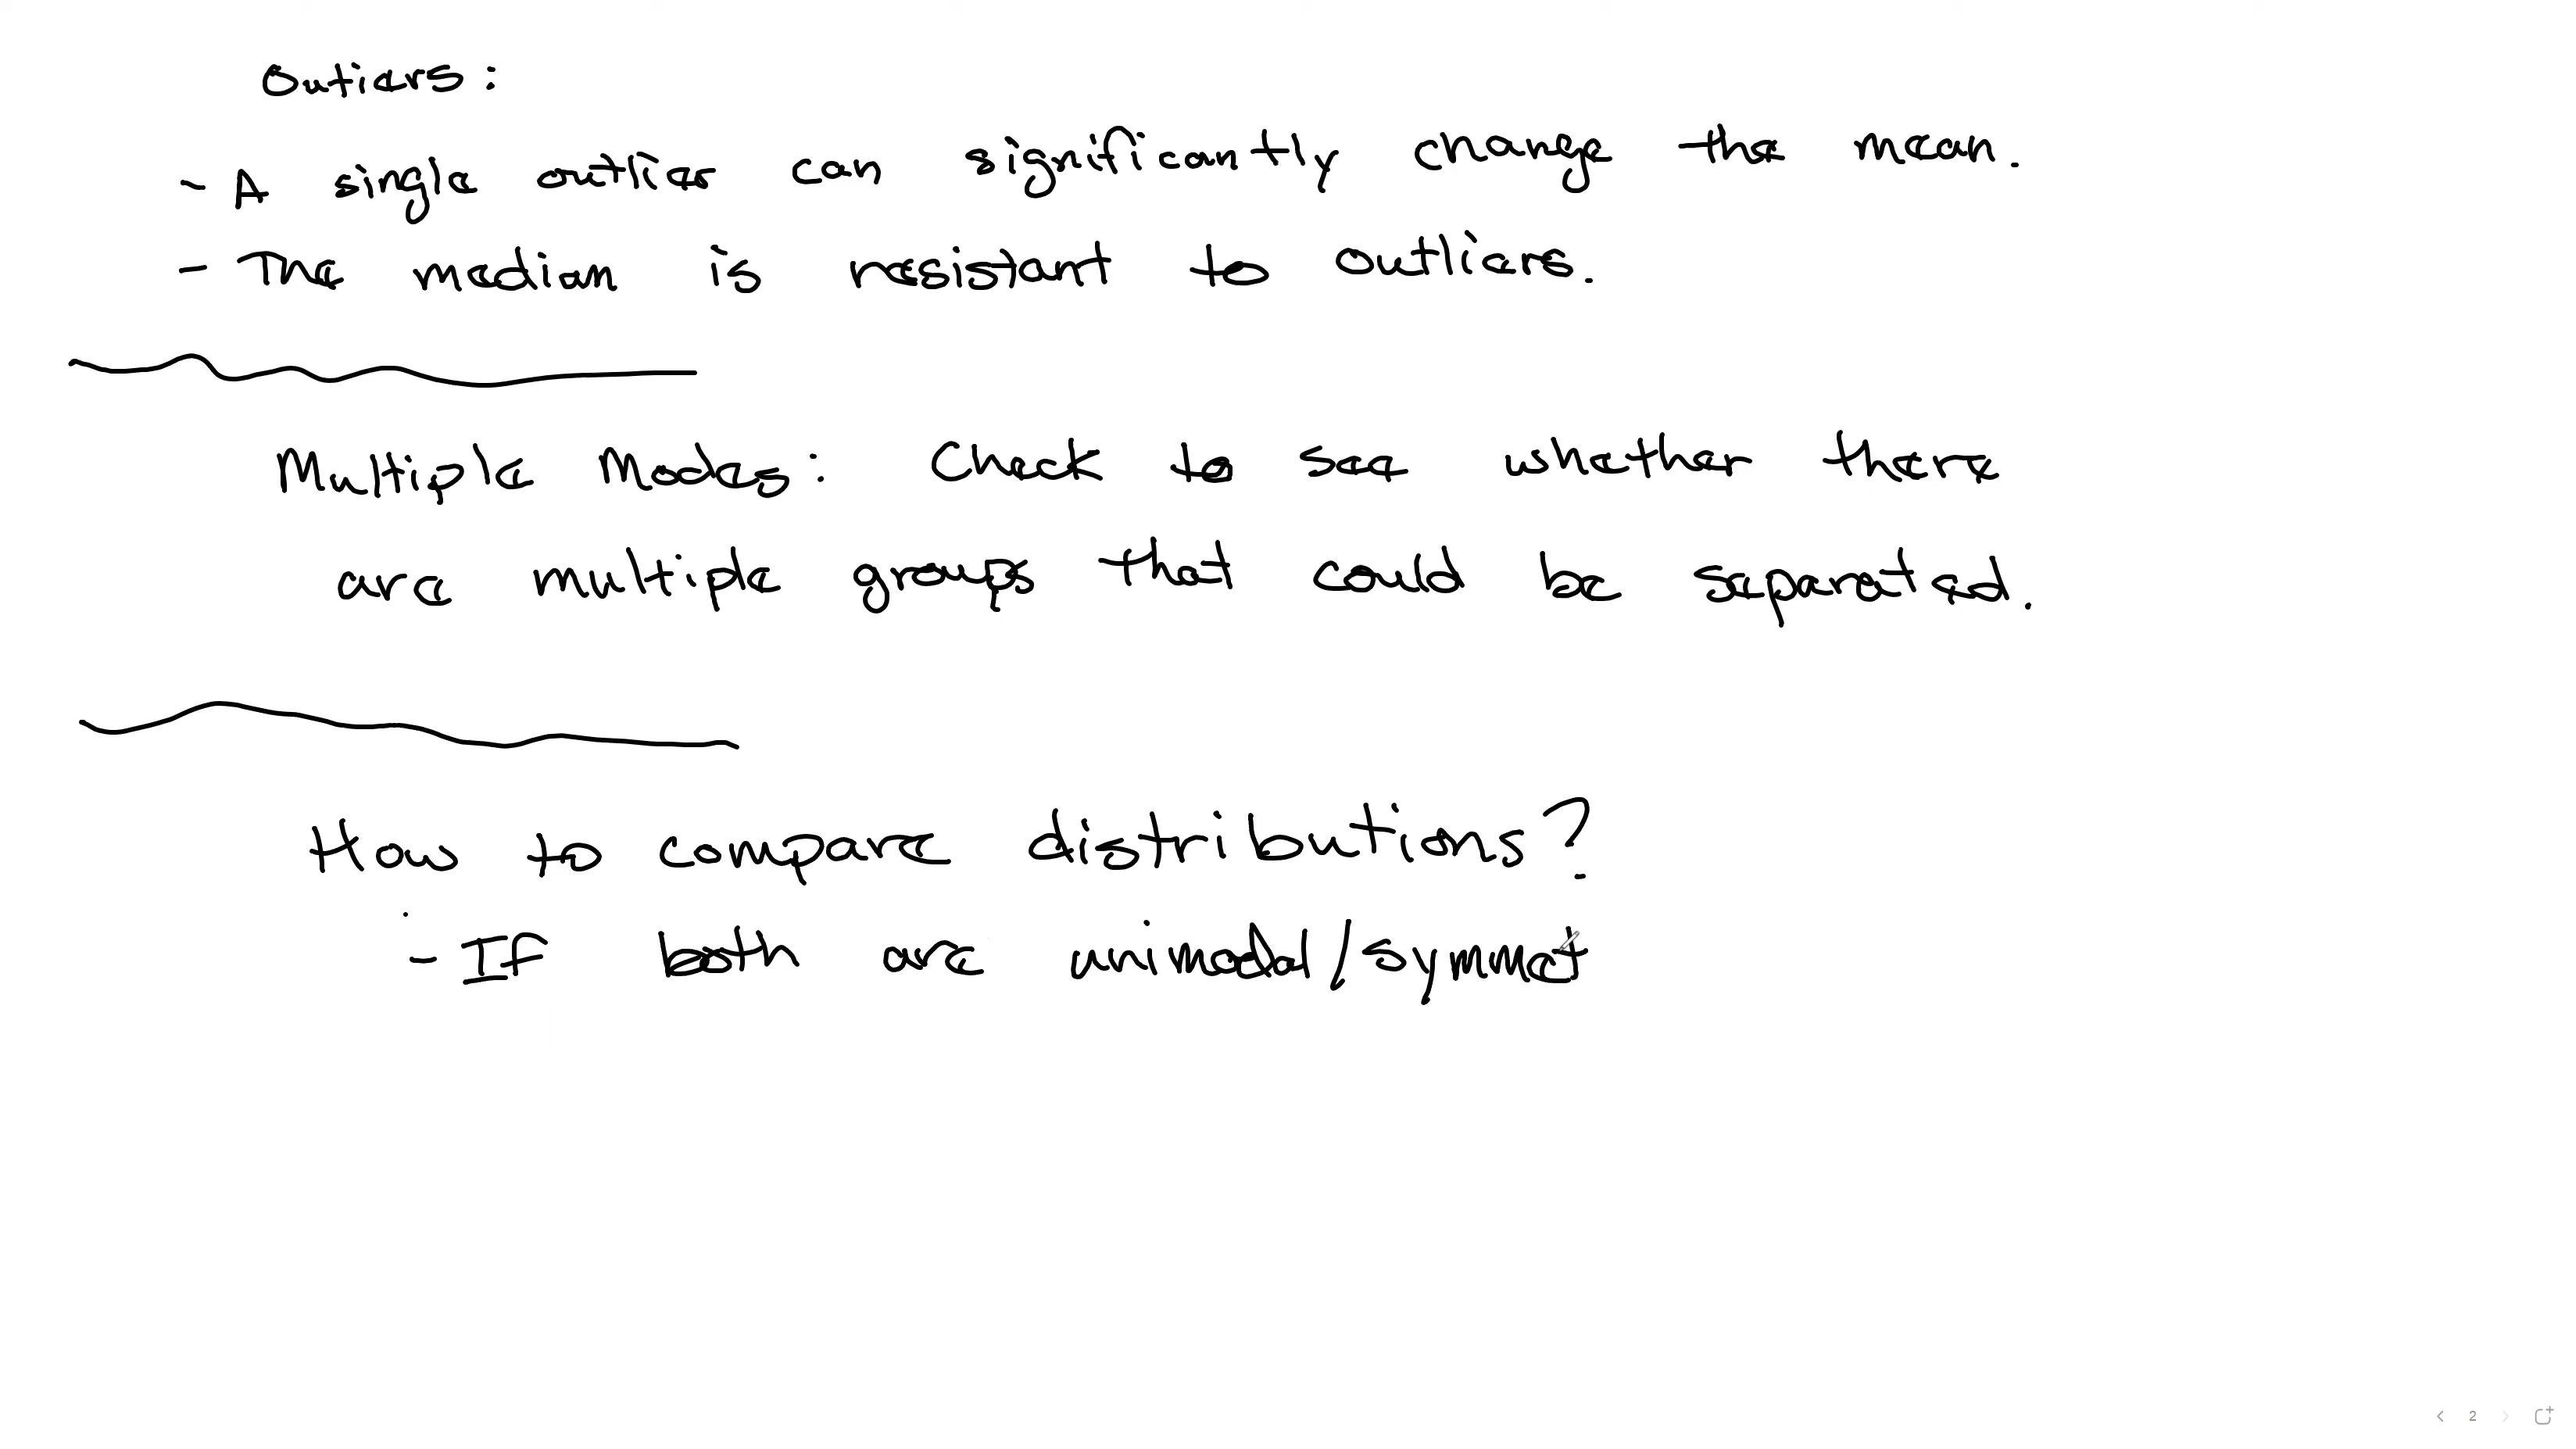 Outiers:
- A single outlier can significantly change the mean.
- The median is resistant to outliers.
Multiple Modes: Check to see whether there
are multiple groups that could be separated.
How to compare distributions?
- If both are unimodal/symmet
2